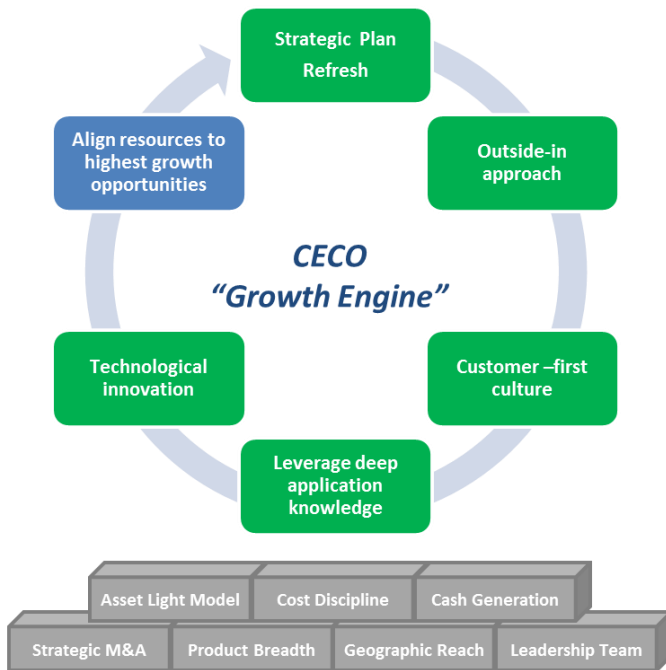 Strategic Plan
Refresh
Align resources to
highest growth
opportunities
Outside-in
approach
CECO
“Growth Engine”
Technological
innovation
Customer –first
culture
Leverage deep
application
knowledge
Asset Light Model
Cost Discipline
Cash Generation
Strategic M&A
Product Breadth
Geographic Reach
Leadership Team